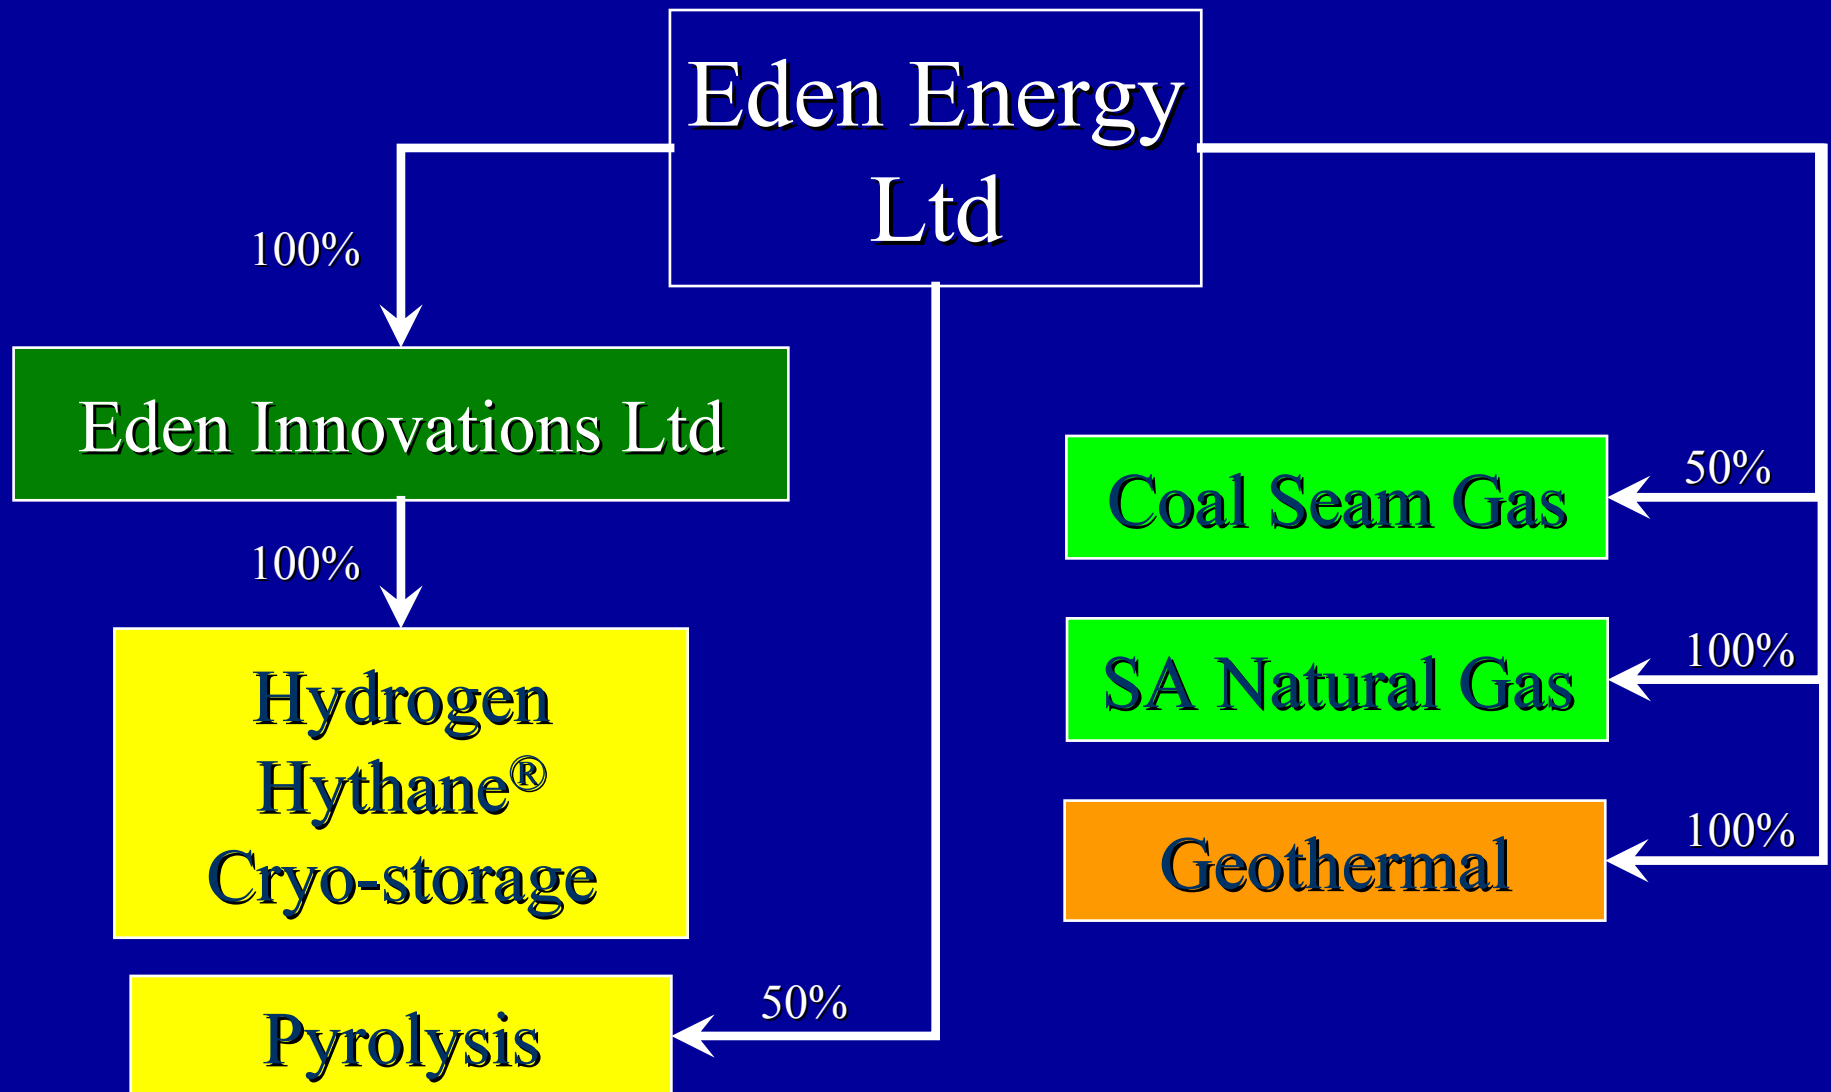 Eden Energy
Ltd
100%
Eden Innovations Ltd
100%
Hydrogen
Hythane®
Cryo-storage
Pyrolysis
50%
Coal Seam Gas
50%
SA Natural Gas
100%
Geothermal
100%